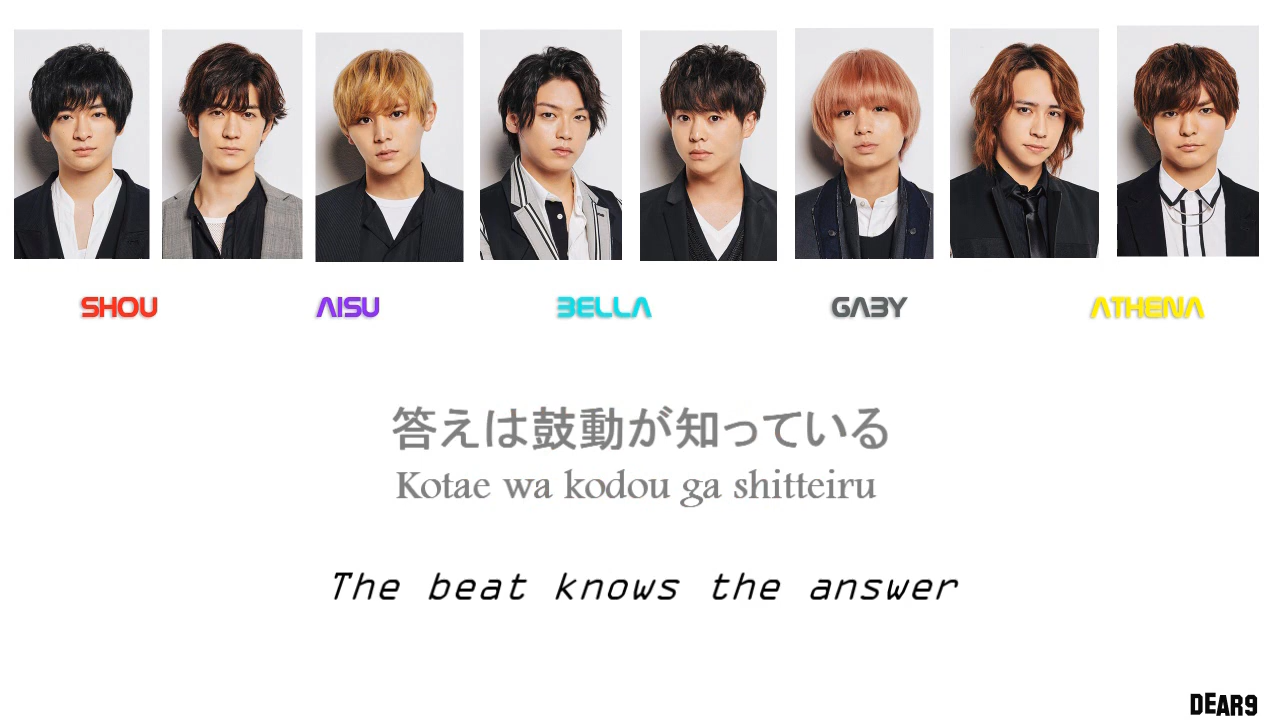 SHOU AISU BELLA GABY ATHENA
答えは鼓動が知っている
Kotae wa kodou ga shitteiru
The beat knows the answer
DEAR9